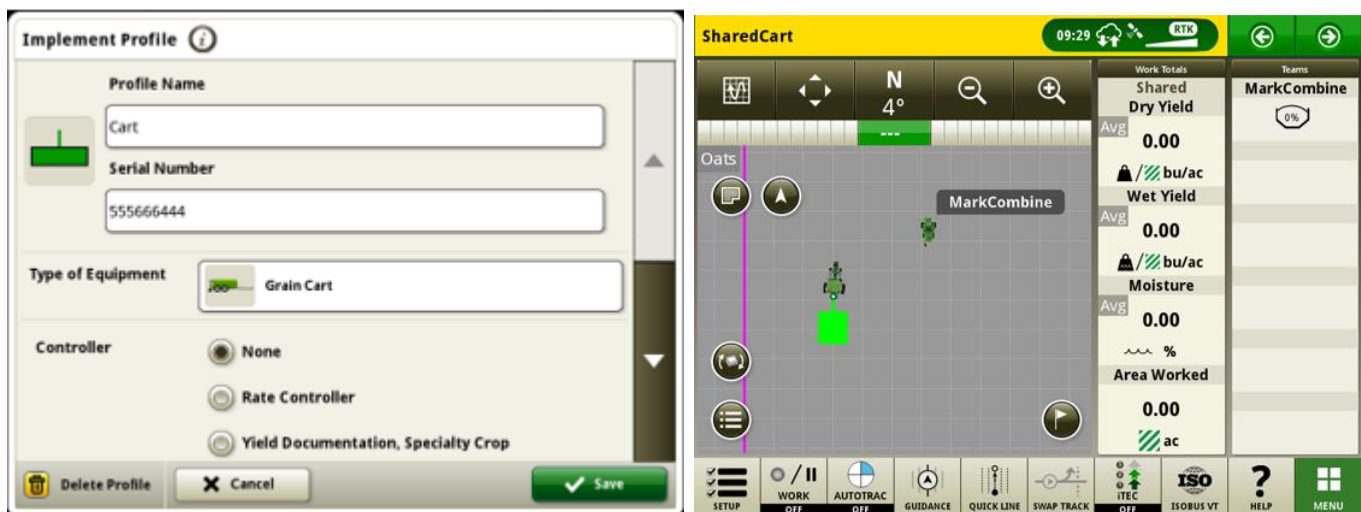 Implement Profile i
Profile Name
Cart
Serial Number
555666444
Type of Equipment
Grain Cart
Controller
None
Rate Controller
Yield Documentation, Specialty Crop
Delete Profile
Cancel
Save
SharedCart
09:29
RTK
N
4°
---
Oats
MarkCombine
Work Totals
Shared
Dry Yield
Avg
0.00
/ bu/ac
Wet Yield
Avg
0.00
/ bu/ac
Moisture
Avg
0.00
%
Area Worked
0.00
ac
Teams
MarkCombine
0%
SETUP
WORK
OFF
AUTOTRAC
OFF
GUIDANCE
QUICK LINE
SWAP TRACK
iTEC
OFF
ISO
ISOBUS VT
?
HELP
MENU